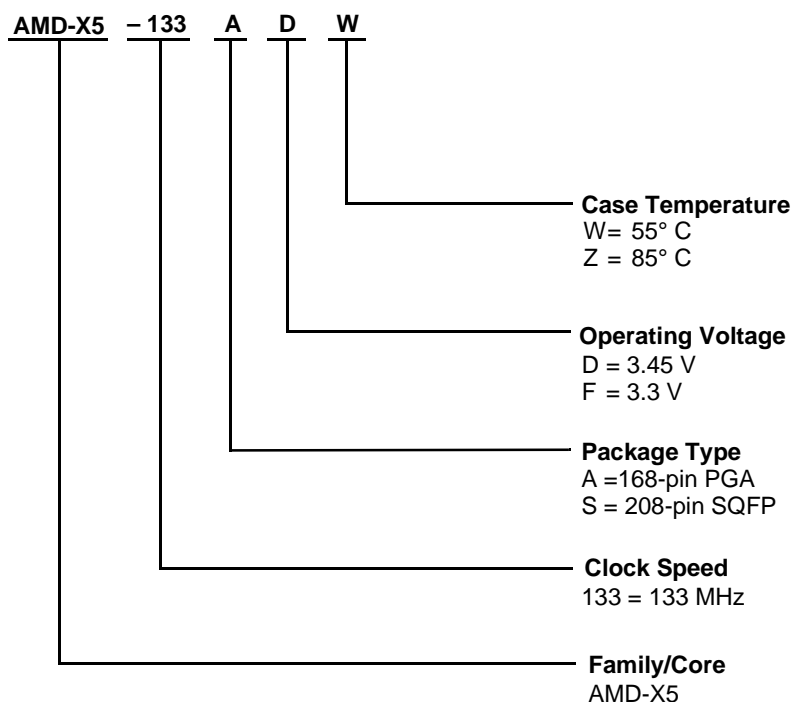 AMD-X5 – 133 A D W
Case Temperature
W= 55° C
Z = 85° C
Operating Voltage
D = 3.45 V
F = 3.3 V
Package Type
A =168-pin PGA
S = 208-pin SQFP
Clock Speed
133 = 133 MHz
Family/Core
AMD-X5